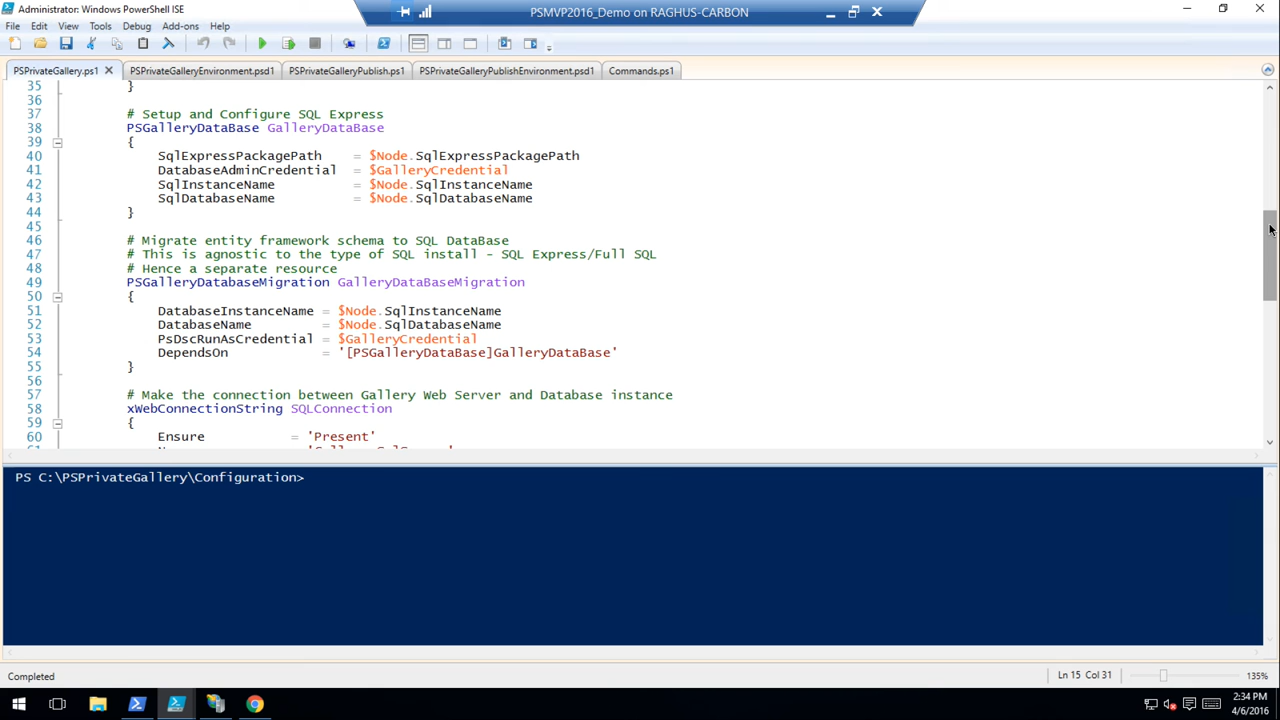 Administrator: Windows PowerShell ISE
PSMVP2016_Demo on RAGHUS-CARBON
File Edit View Tools Debug Add-ons Help
PSPrivateGallery.ps1 PSPrivateGalleryEnvironment.psd1 PSPrivateGalleryPublish.ps1 PSPrivateGalleryPublishEnvironment.psd1 Commands.ps1
35 }
36
37 # Setup and Configure SQL Express
38 PSGalleryDataBase GalleryDataBase
39 {
40 SqlExpressPackagePath = $Node.SqlExpressPackagePath
41 DatabaseAdminCredential = $GalleryCredential
42 SqlInstanceName = $Node.SqlInstanceName
43 SqlDatabaseName = $Node.SqlDatabaseName
44 }
45
46 # Migrate entity framework schema to SQL DataBase
47 # This is agnostic to the type of SQL install - SQL Express/Full SQL
48 # Hence a separate resource
49 PSGalleryDatabaseMigration GalleryDataBaseMigration
50 {
51 DatabaseInstanceName = $Node.SqlInstanceName
52 DatabaseName = $Node.SqlDatabaseName
53 PsDscRunAsCredential = $GalleryCredential
54 DependsOn = '[PSGalleryDataBase]GalleryDataBase'
55 }
56
57 # Make the connection between Gallery Web Server and Database instance
58 xWebConnectionString SQLConnection
59 {
60 Ensure = 'Present'
PS C:\PSPrivateGallery\Configuration>
Completed
Ln 15 Col 31
135%
2:34 PM
4/6/2016